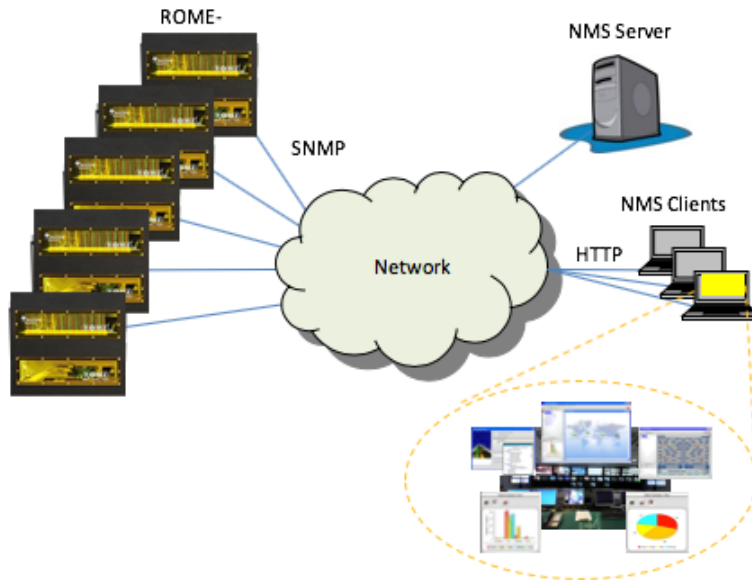 ROME-
NMS Server
SNMP
NMS Clients
HTTP
Network